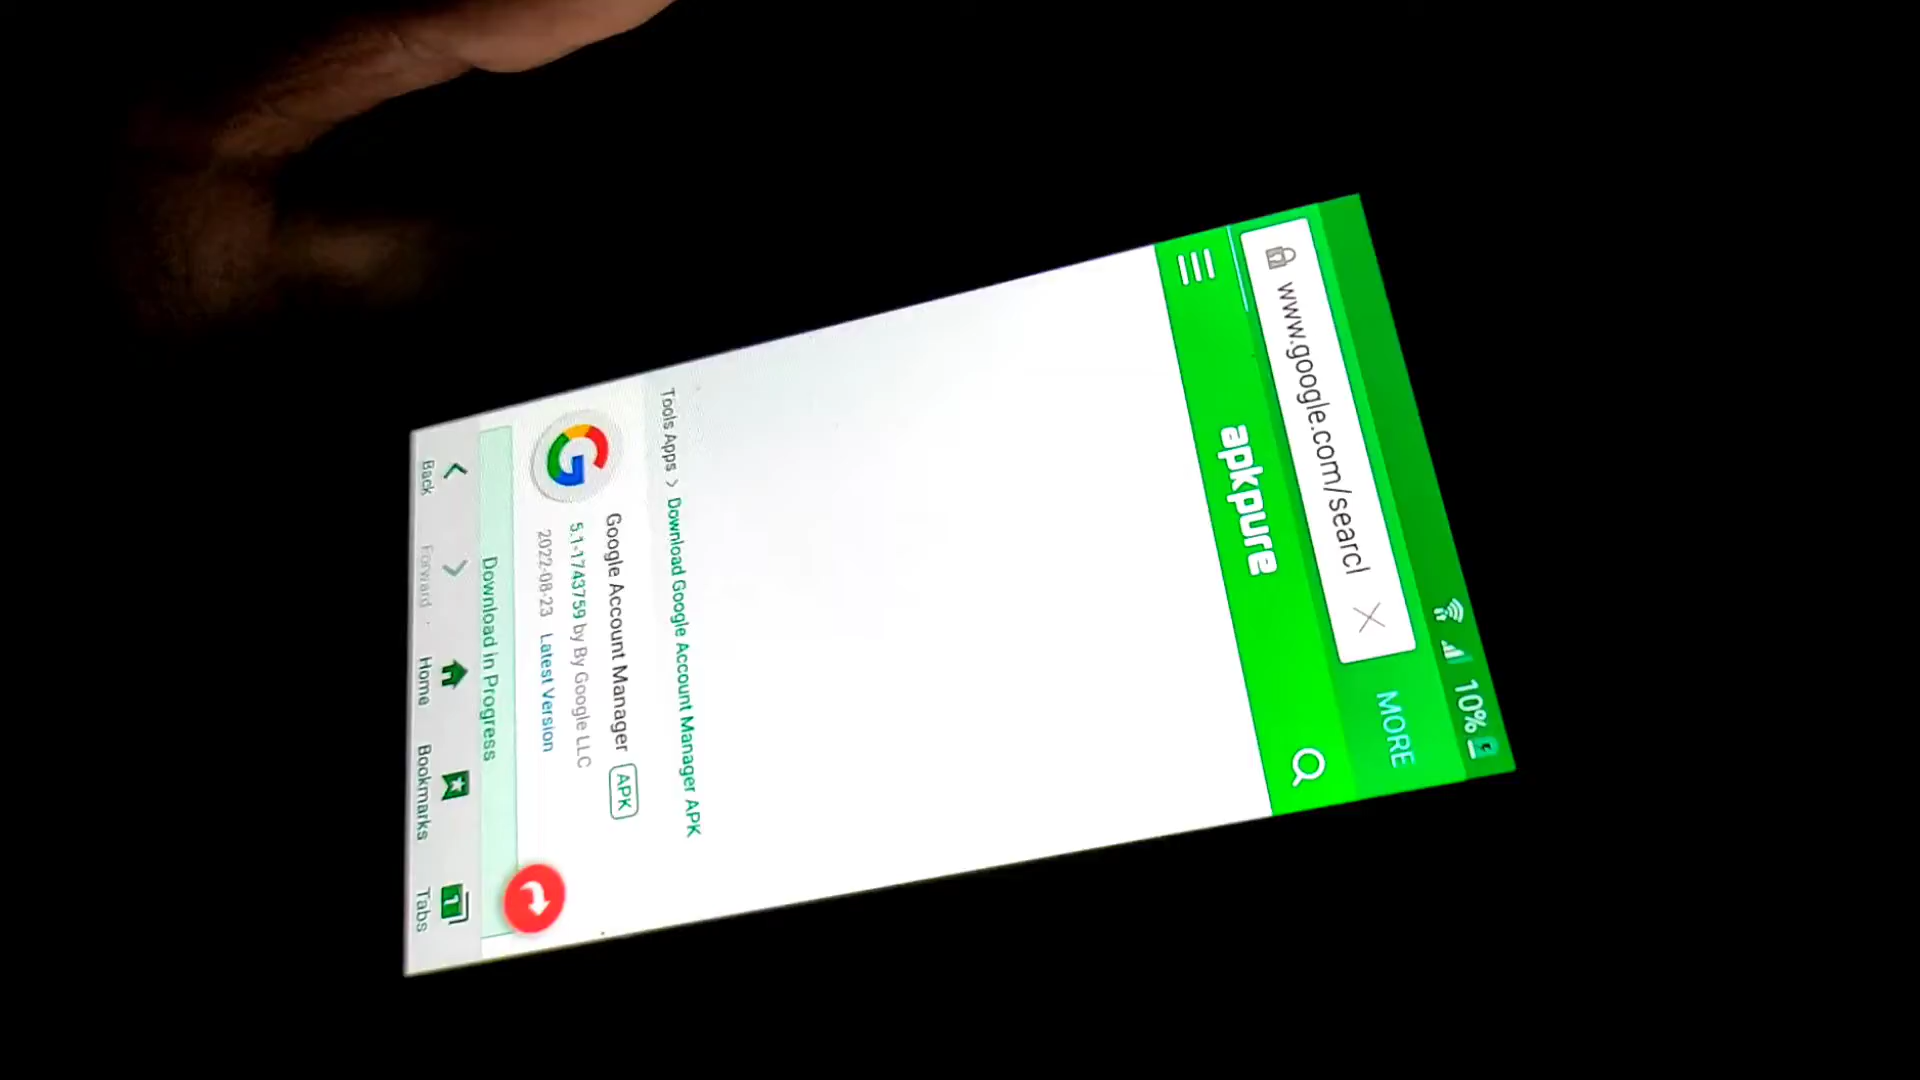 10%
www.google.com/searcl
MORE
apkpure
Tools Apps > Download Google Account Manager APK
Google Account Manager APK
5.1-1743759 by By Google LLC
2022-08-23 Latest Version
Download in Progress
Back Forward Home Bookmarks Tabs
1